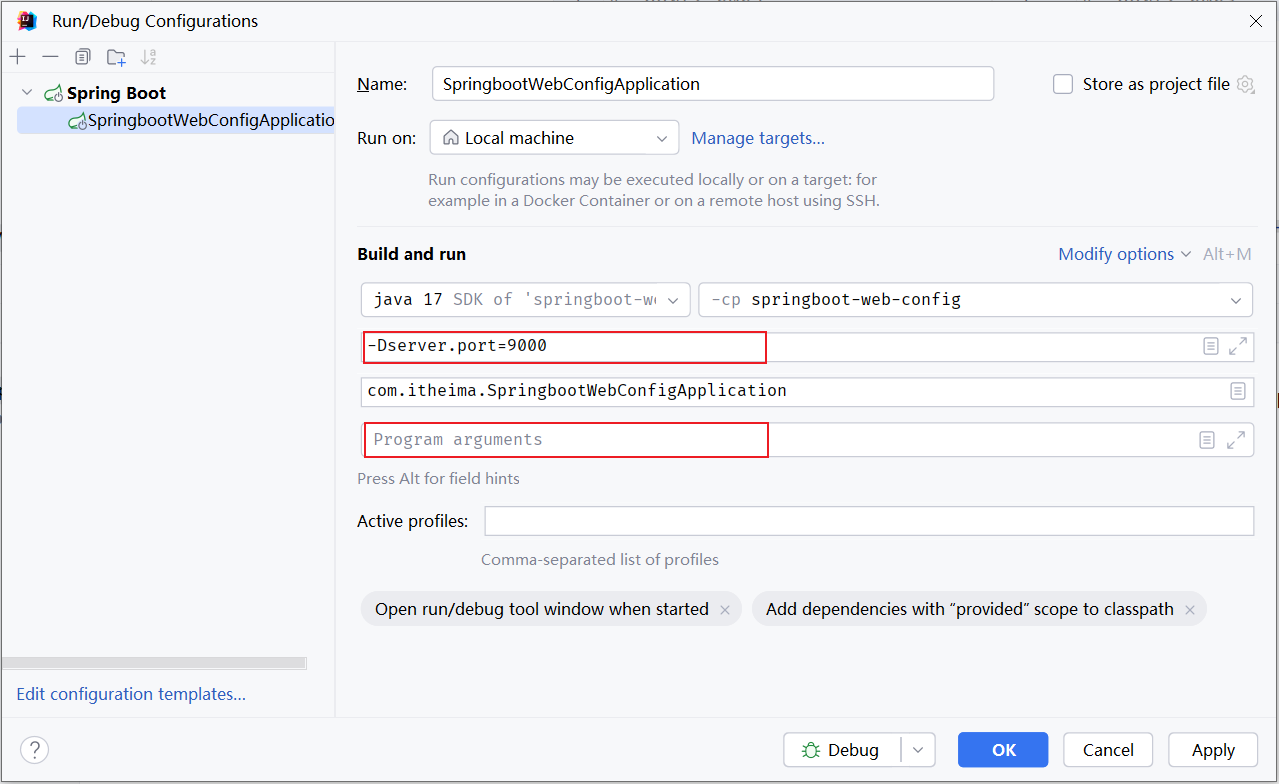 Run/Debug Configurations
Spring Boot
SpringbootWebConfigApplicatio
Edit configuration templates...
Name: SpringbootWebConfigApplication Store as project file
Run on: Local machine Manage targets...
Run configurations may be executed locally or on a target: for
example in a Docker Container or on a remote host using SSH.
Build and run Modify options Alt+M
java 17 SDK of 'springboot-we -cp springboot-web-config
-Dserver.port=9000
com.itheima.SpringbootWebConfigApplication
Program arguments
Press Alt for field hints
Active profiles:
Comma-separated list of profiles
Open run/debug tool window when started Add dependencies with “provided” scope to classpath
? Debug OK Cancel Apply